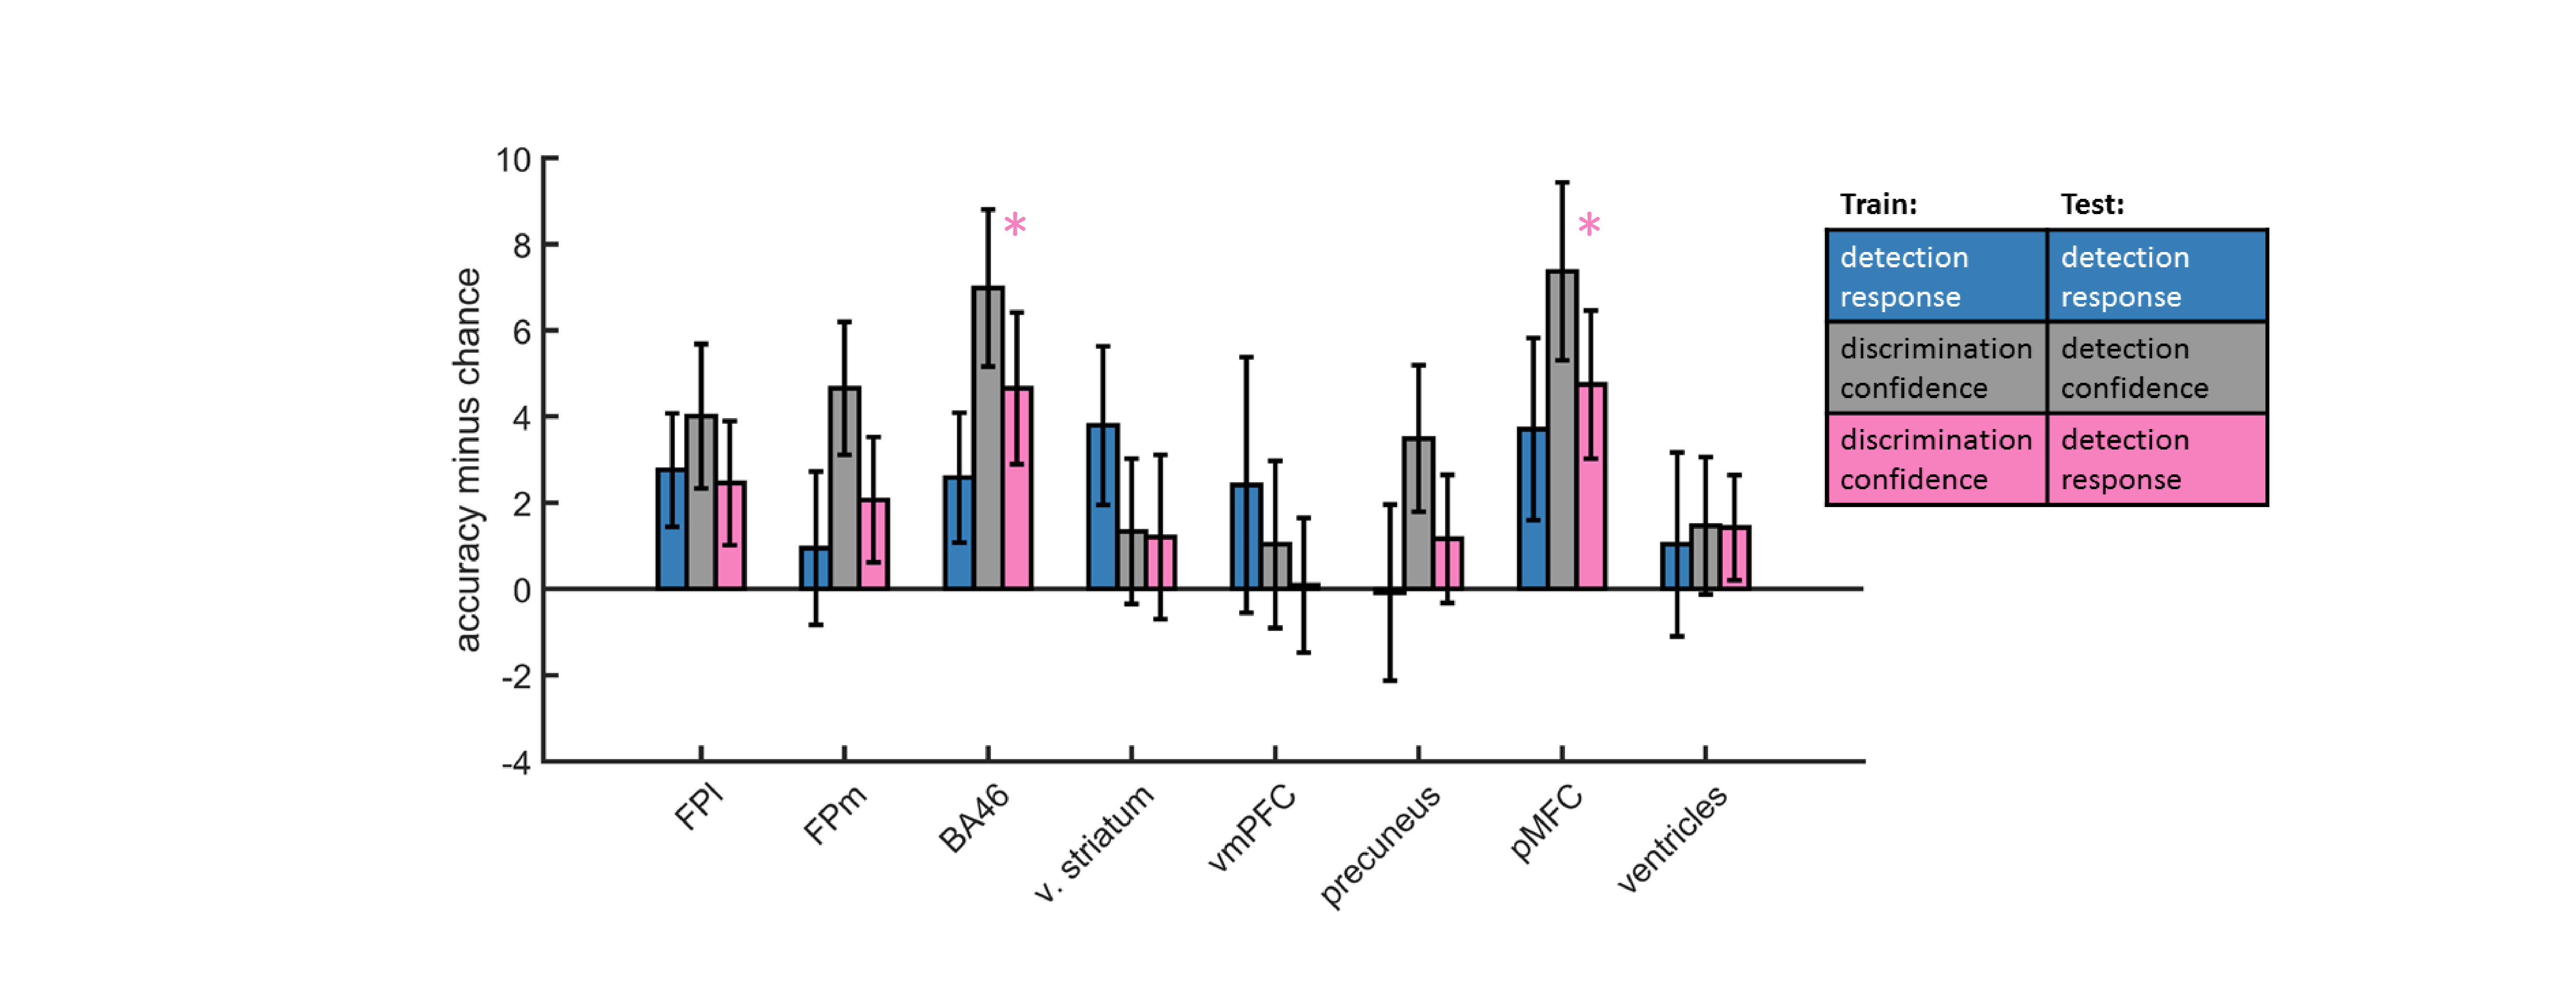 accuracy minus chance
10
8
6
4
2
0
-2
-4
FPl
FPm
BA46
v. striatum
vmPFC
precuneus
pMFC
ventricles
*
*
Train: Test:
detection response detection response
discrimination confidence detection confidence
discrimination confidence detection response